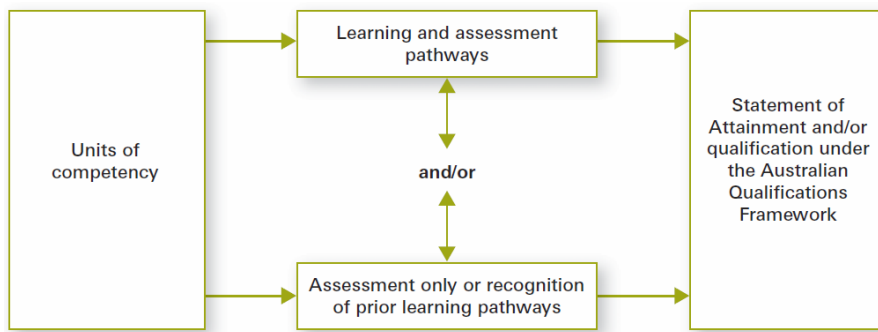 Learning and assessment
pathways
Units of
competency
and/or
Statement of
Attainment and/or
qualification under
the Australian
Qualifications
Framework
Assessment only or recognition
of prior learning pathways